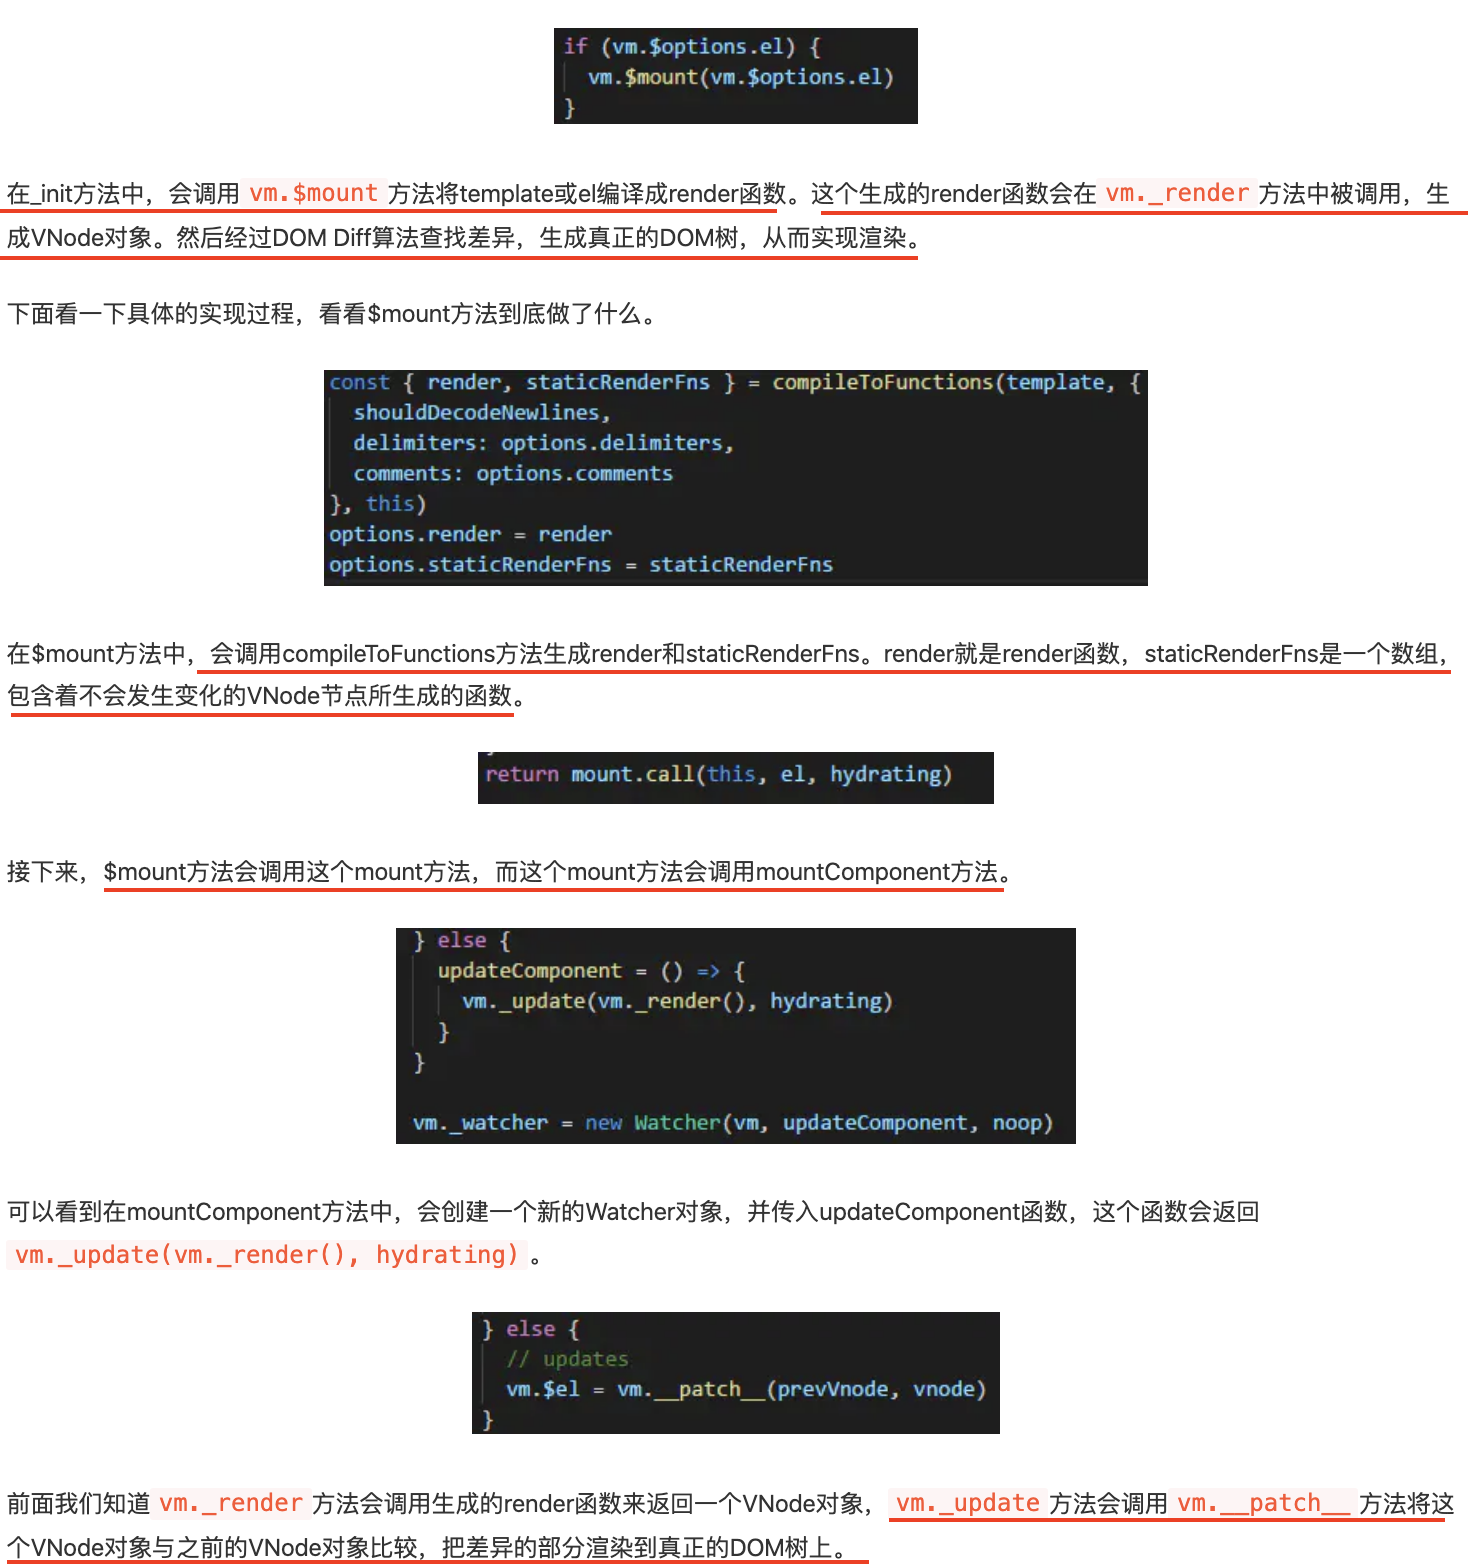 if (vm.$options.el) {
vm.$mount(vm.$options.el)
}
在_init方法中，会调用 vm.$mount 方法将template或el编译成render函数。这个生成的render函数会在 vm._render 方法中被调用，生
成VNode对象。然后经过DOM Diff算法查找差异，生成真正的DOM树，从而实现渲染。
下面看一下具体的实现过程，看看$mount方法到底做了什么。
const { render, staticRenderFns } = compileToFunctions(template, {
shouldDecodeNewlines,
delimiters: options.delimiters,
comments: options.comments
}, this)
options.render = render
options.staticRenderFns = staticRenderFns
在$mount方法中，会调用compileToFunctions方法生成render和staticRenderFns。render就是render函数，staticRenderFns是一个数组，
包含着不会发生变化的VNode节点所生成的函数。
return mount.call(this, el, hydrating)
接下来，$mount方法会调用这个mount方法，而这个mount方法会调用mountComponent方法。
} else {
updateComponent = () => {
vm._update(vm._render(), hydrating)
}
}
vm._watcher = new Watcher(vm, updateComponent, noop)
可以看到在mountComponent方法中，会创建一个新的Watcher对象，并传入updateComponent函数，这个函数会返回
vm._update(vm._render(), hydrating) 。
} else {
// updates
vm.$el = vm.__patch__(prevVnode, vnode)
}
前面我们知道 vm._render 方法会调用生成的render函数来返回一个VNode对象，vm._update 方法会调用 vm.__patch__ 方法将这
个VNode对象与之前的VNode对象比较，把差异的部分渲染到真正的DOM树上。